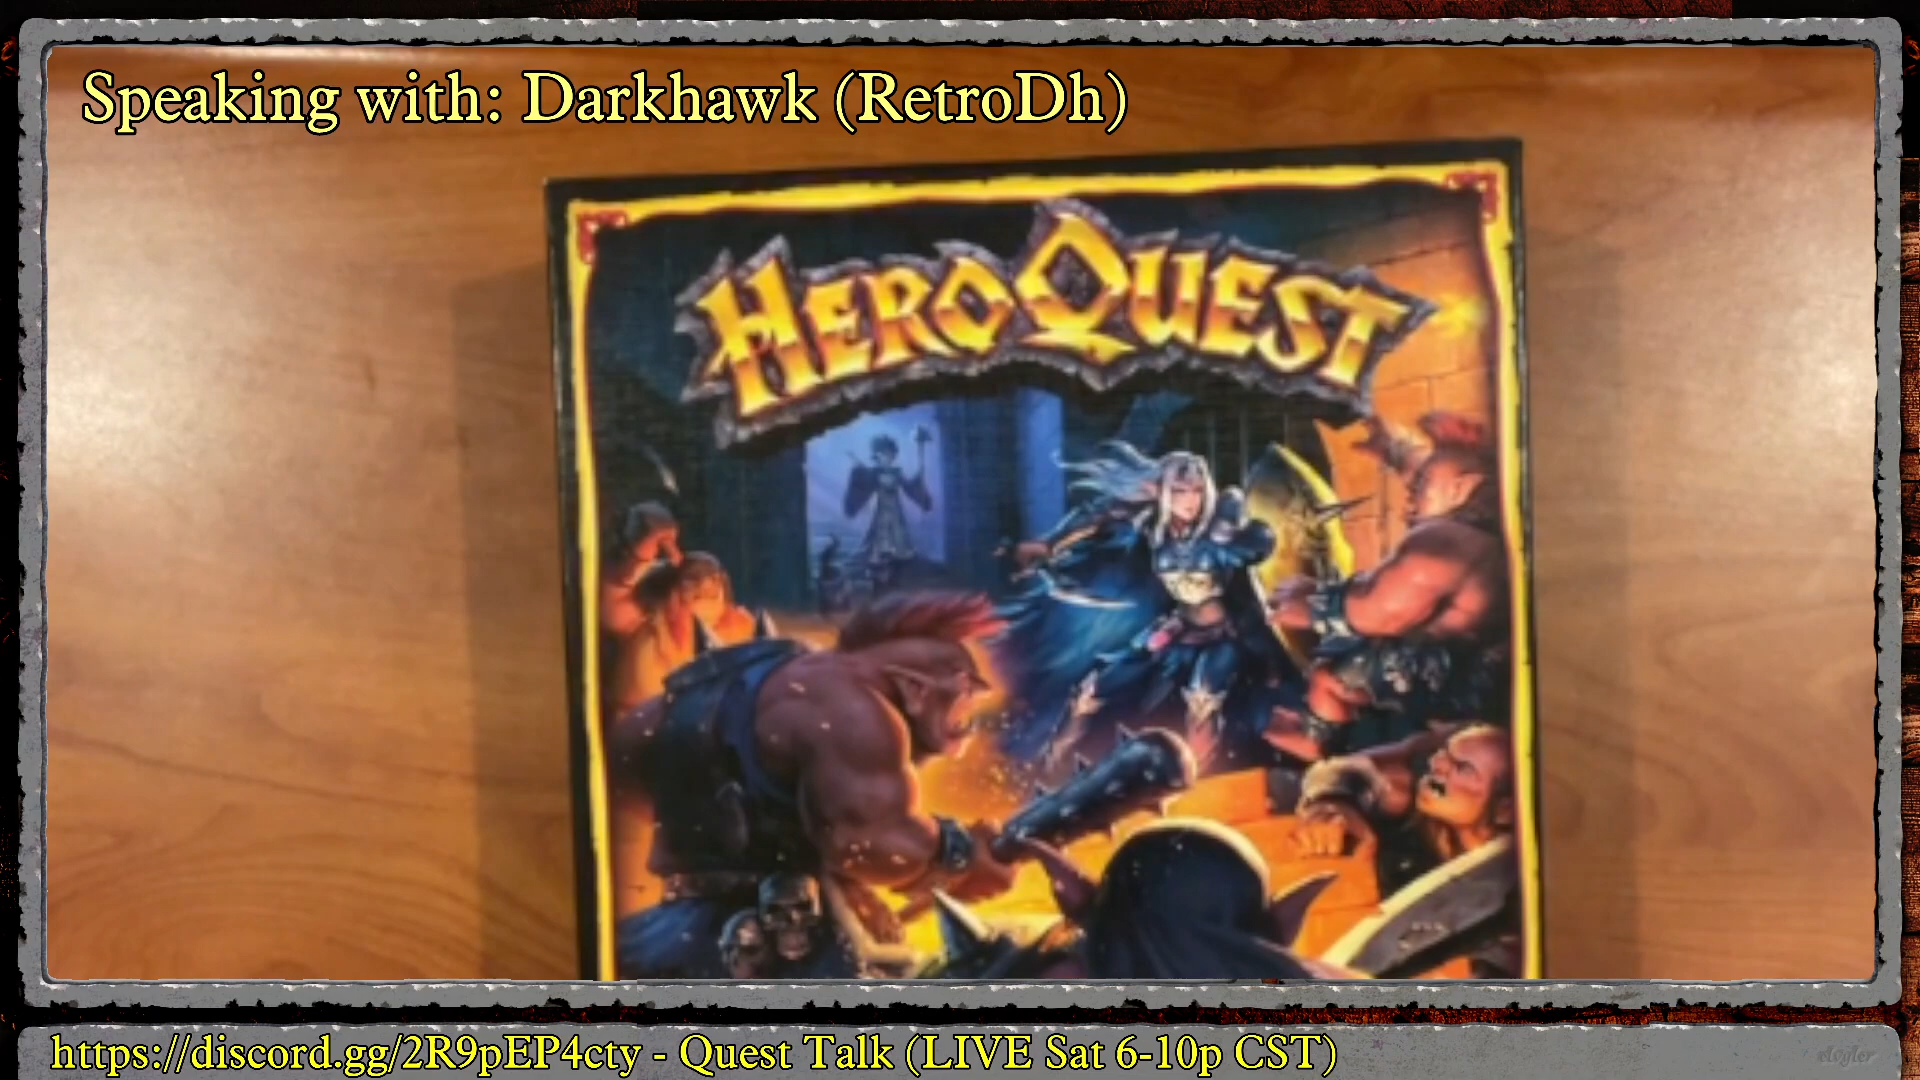 Speaking with: Darkhawk (RetroDh)
HEROQUEST
https://discord.gg/2R9pEP4cty - Quest Talk (LIVE Sat 6-10p CST)